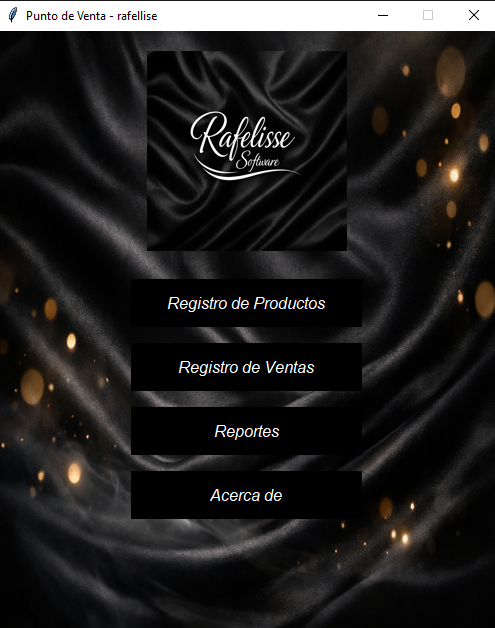 Punto de Venta - rafellise
Rafelisse
Software
Registro de Productos
Registro de Ventas
Reportes
Acerca de